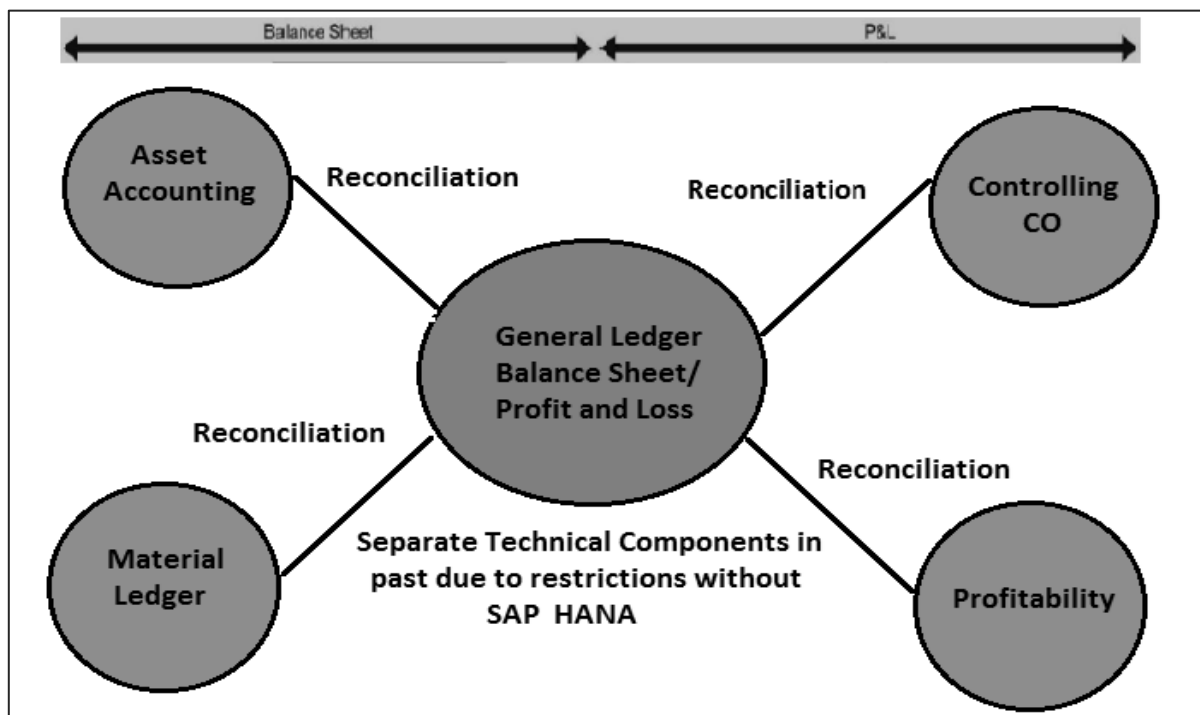 Balance Sheet
P&L
Asset
Accounting
Reconciliation
Reconciliation
Controlling
CO
General Ledger
Balance Sheet/
Profit and Loss
Reconciliation
Reconciliation
Material
Ledger
Separate Technical Components in
past due to restrictions without
SAP HANA
Profitability